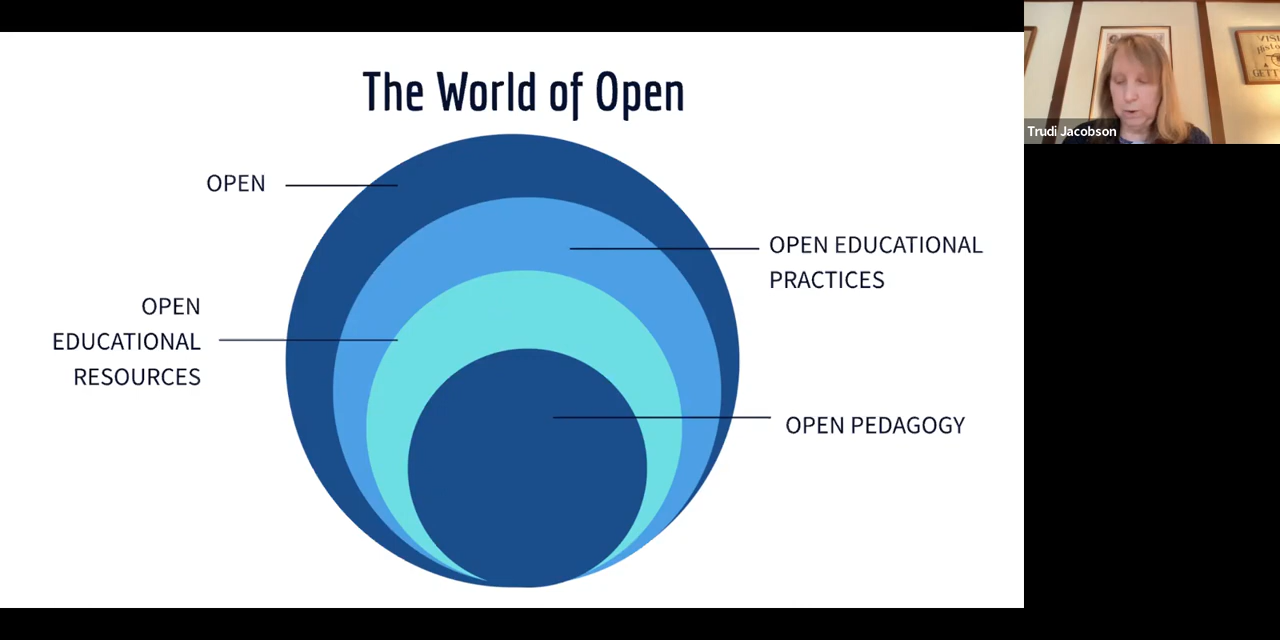 The World of Open
OPEN
OPEN EDUCATIONAL
PRACTICES
OPEN
EDUCATIONAL
RESOURCES
OPEN PEDAGOGY
Trudi Jacobson